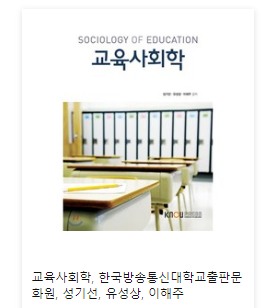 SOCIOLOGY OF EDUCATION
교육사회학
KNOU
교육사회학, 한국방송통신대학교출판문
화원, 성기선, 유성상, 이해주